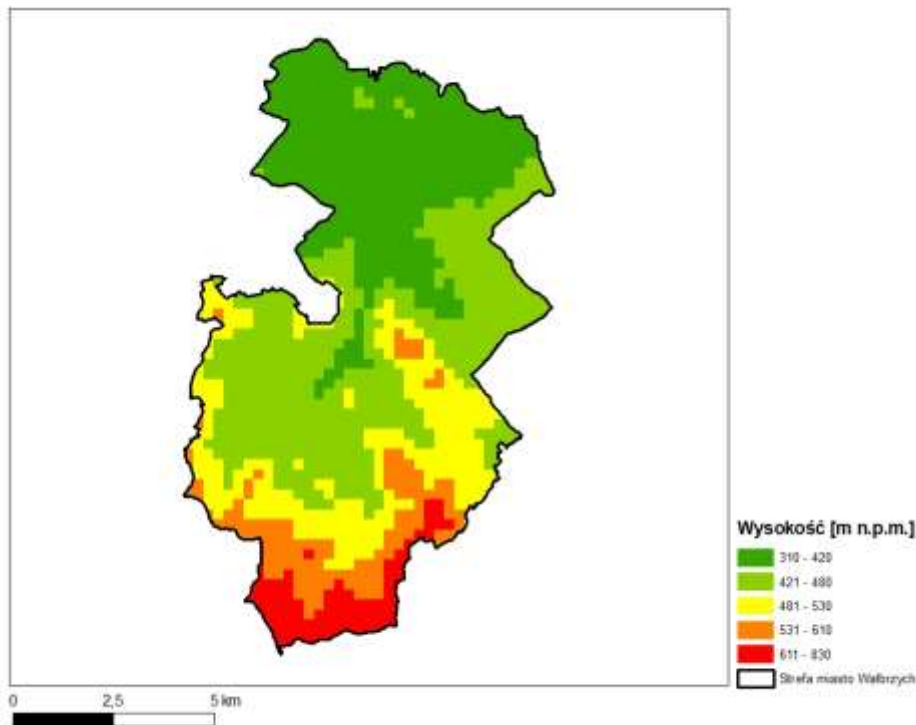 Wysokość [m n.p.m.]
310 - 420
421 - 480
481 - 530
531 - 610
611 - 830
Strefa miasto Wałbrzych
0 2,5 5 km